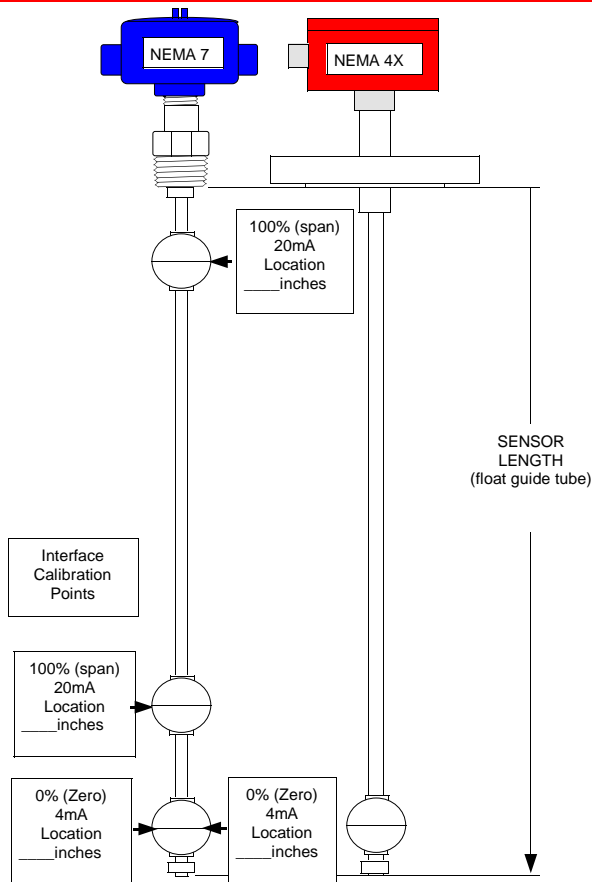 NEMA 7
NEMA 4X
100% (span)
20mA
Location
____inches
SENSOR
LENGTH
(float guide tube)
Interface
Calibration
Points
100% (span)
20mA
Location
____inches
0% (Zero)
4mA
Location
____inches
0% (Zero)
4mA
Location
____inches